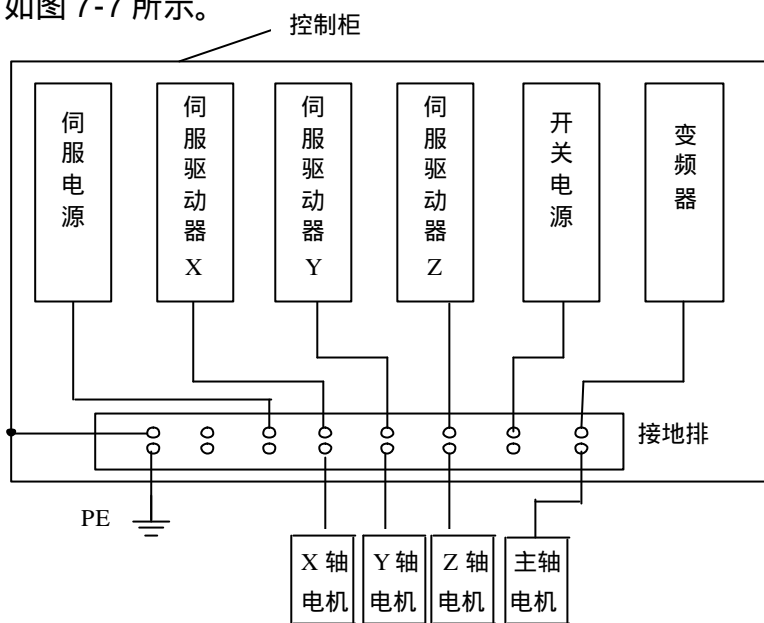 如图 7-7 所示。
控制柜
伺服电源
伺服驱动器 X
伺服驱动器 Y
伺服驱动器 Z
开关电源
变频器
接地排
PE
X 轴
电机
Y 轴
电机
Z 轴
电机
主轴
电机